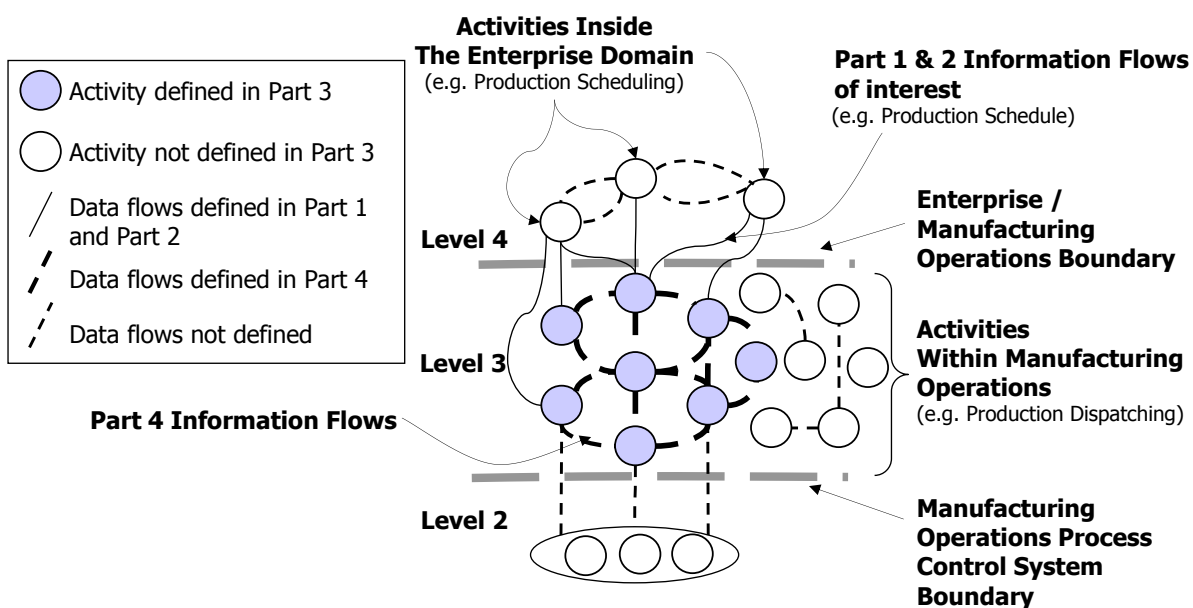 Activities Inside
The Enterprise Domain
(e.g. Production Scheduling)
Part 1 & 2 Information Flows
of interest
(e.g. Production Schedule)
Activity defined in Part 3
Activity not defined in Part 3
Data flows defined in Part 1
and Part 2
Data flows defined in Part 4
Data flows not defined
Level 4
Enterprise /
Manufacturing
Operations Boundary
Level 3
Activities
Within Manufacturing
Operations
(e.g. Production Dispatching)
Part 4 Information Flows
Level 2
Manufacturing
Operations Process
Control System
Boundary